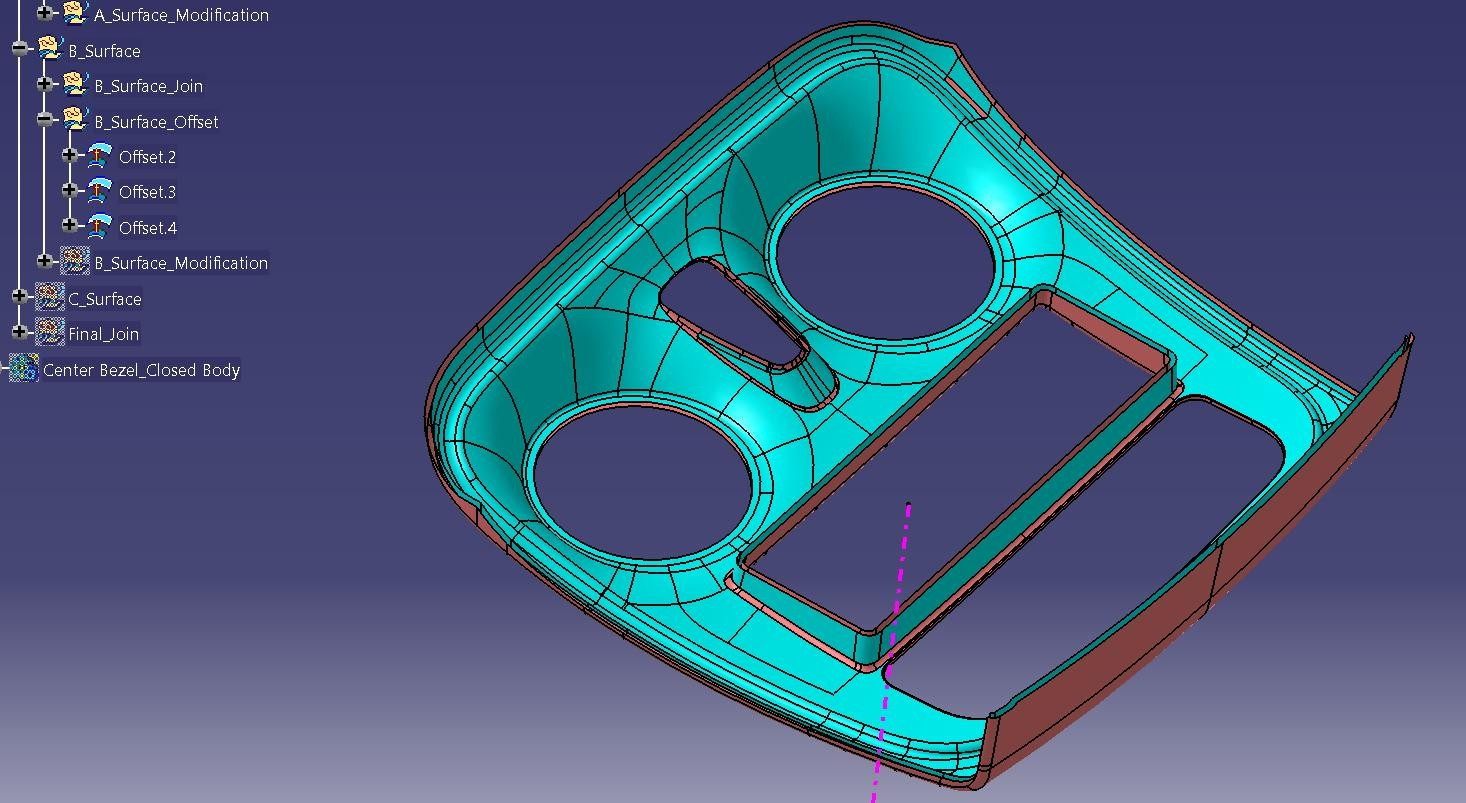 A_Surface_Modification
B_Surface
B_Surface_Join
B_Surface_Offset
Offset.2
Offset.3
Offset.4
B_Surface_Modification
C_Surface
Final_Join
Center Bezel_Closed Body